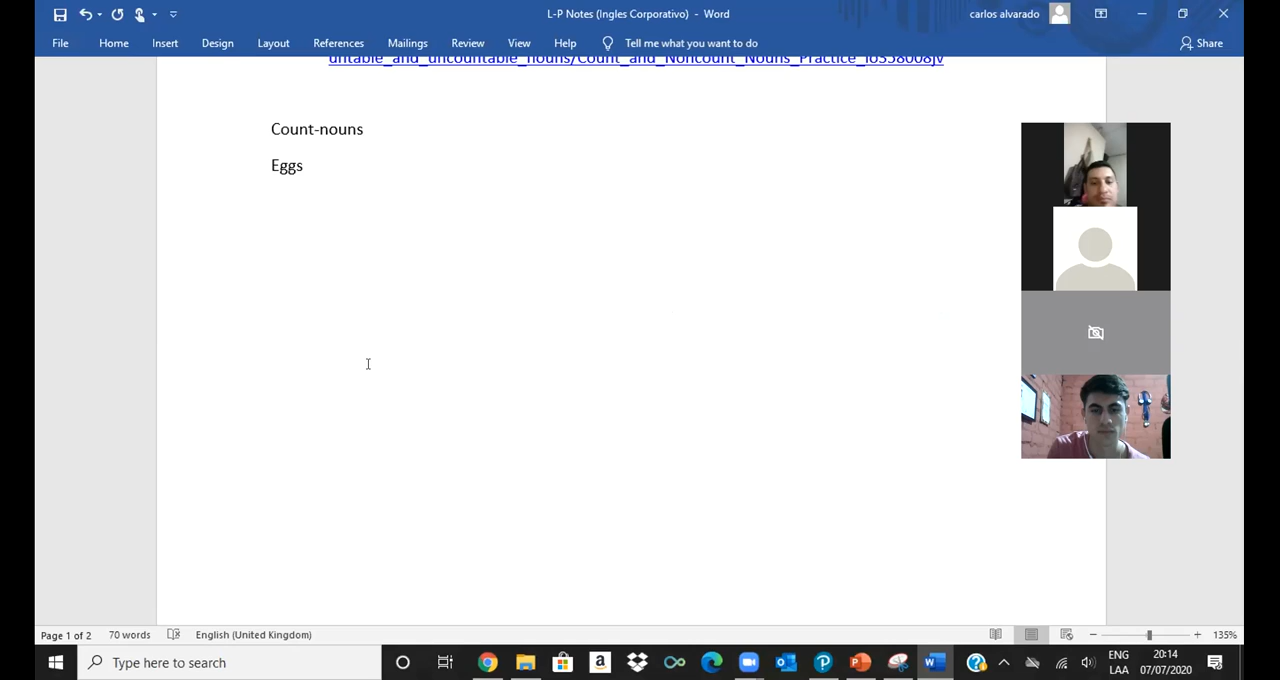 L-P Notes (Ingles Corporativo) - Word
carlos alvarado
File Home Insert Design Layout References Mailings Review View Help Tell me what you want to do Share
untable_and_uncountable_nouns/Count_and_Noncount_Nouns_Practice_io358008jv
Count-nouns
Eggs
Page 1 of 2 70 words English (United Kingdom) 135%
Type here to search
ENG 20:14
LAA 07/07/2020